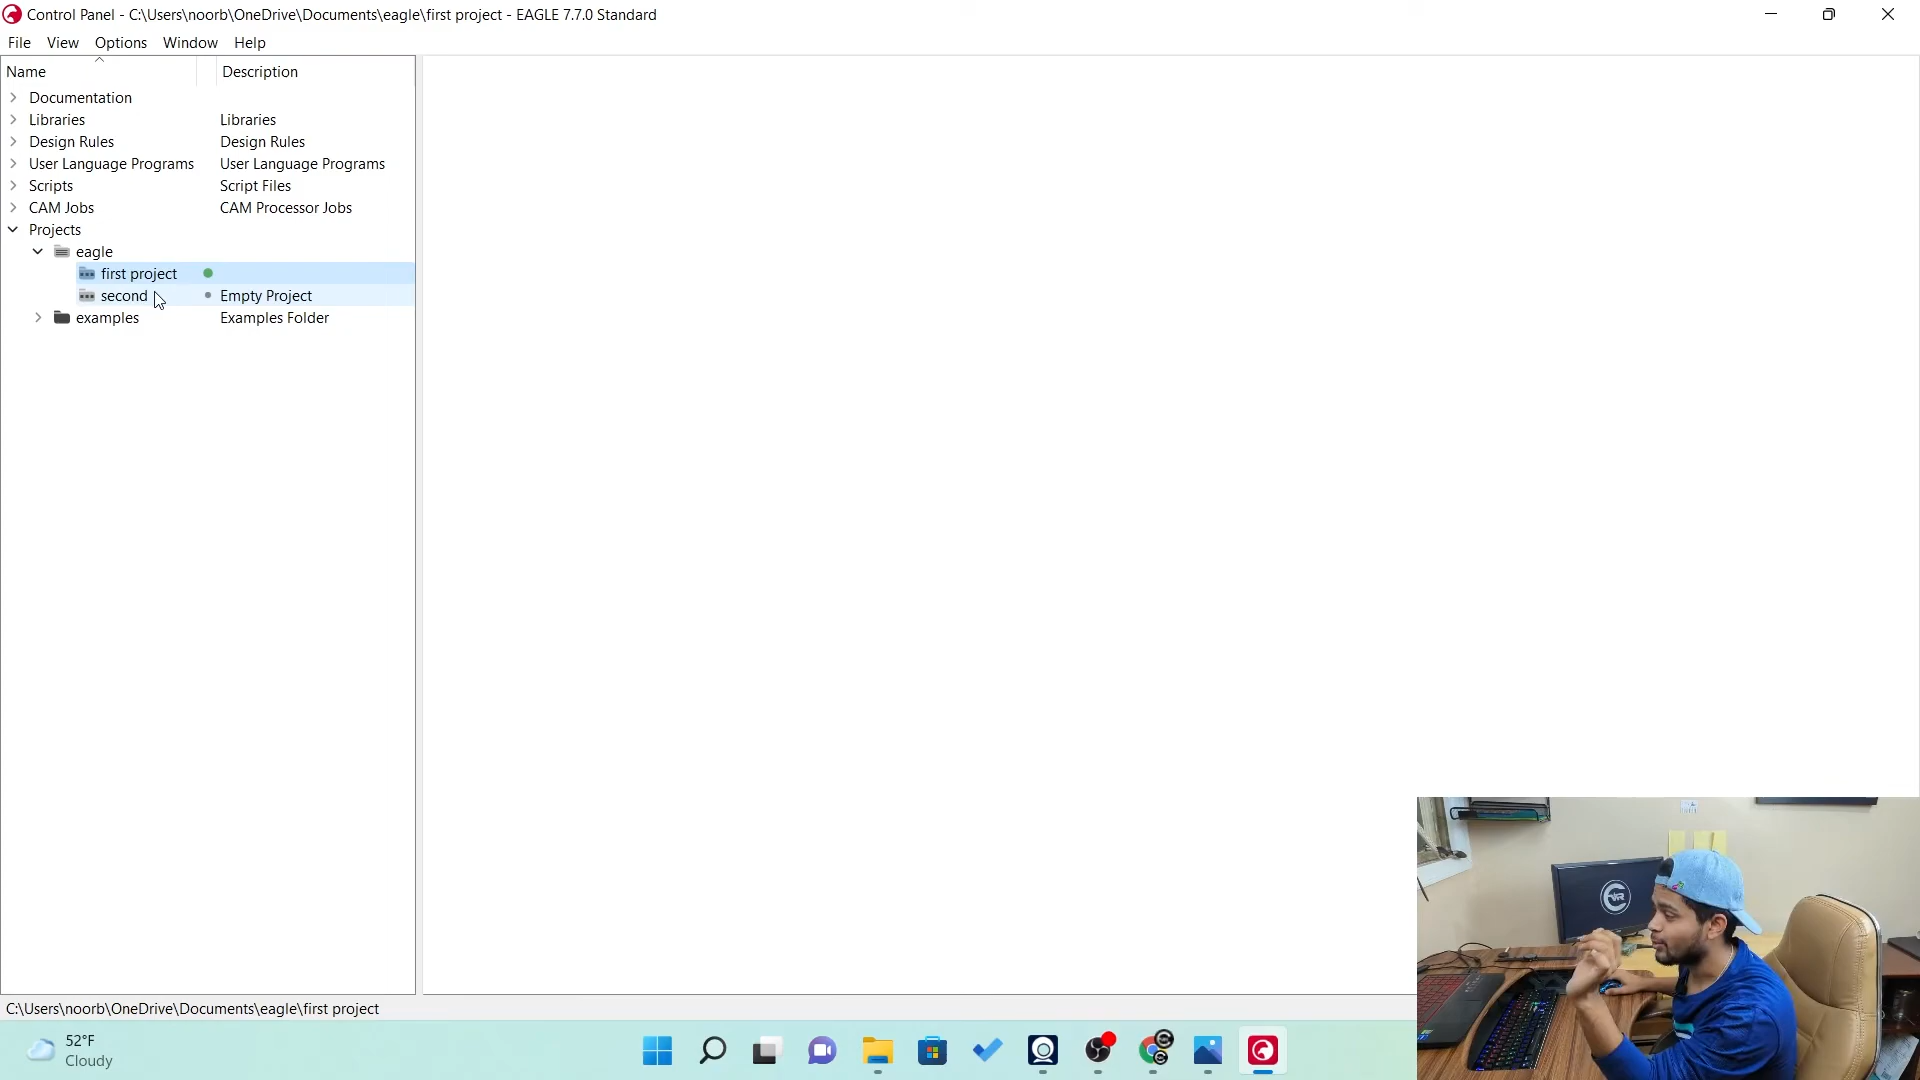 Control Panel - C:\Users\noorb\OneDrive\Documents\eagle\first project - EAGLE 7.7.0 Standard
File View Options Window Help
Name Description
Documentation
Libraries Libraries
Design Rules Design Rules
User Language Programs User Language Programs
Scripts Script Files
CAM Jobs CAM Processor Jobs
Projects
eagle
first project
second Empty Project
examples Examples Folder
C:\Users\noorb\OneDrive\Documents\eagle\first project
52°F
Cloudy